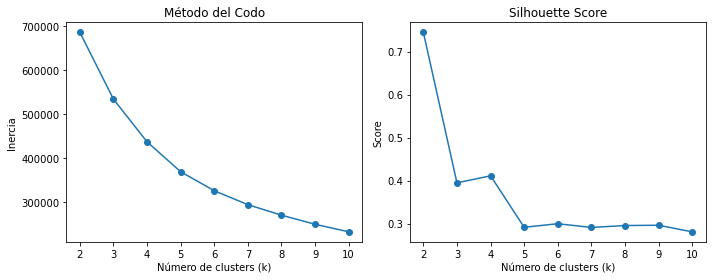 Método del Codo
700000
600000
500000
400000
300000
Inercia
2 3 4 5 6 7 8 9 10
Número de clusters (k)
Silhouette Score
0.7
0.6
0.5
0.4
0.3
Score
2 3 4 5 6 7 8 9 10
Número de clusters (k)